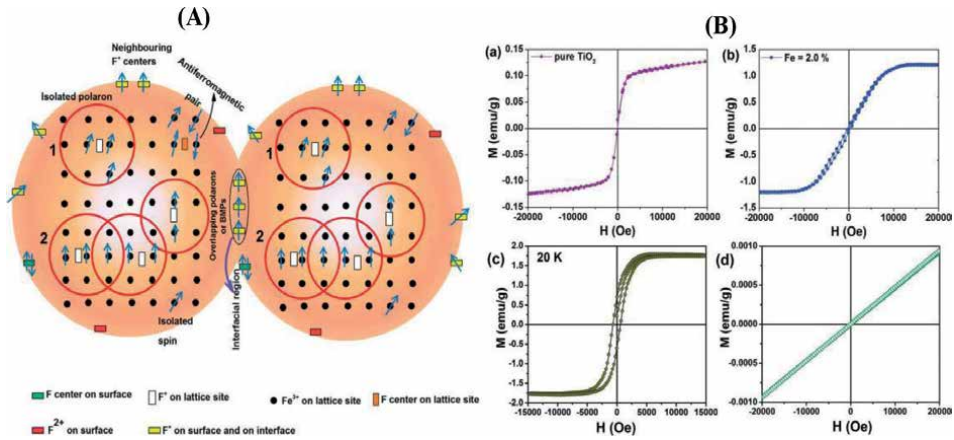 (A)
Neighbouring
F⁺ centers
Antiferromagnetic
pair
Isolated polaron
1
2
Isolated
spin
Overlapping polarons
or BMPs
Interfacial region
1
2
F center on surface
F⁺ on lattice site
Fe³⁺ on lattice site
F center on lattice site
F²⁺ on surface
F⁺ on surface and on interface
(B)
(a)
pure TiO₂
M (emu/g)
0.15
0.10
0.05
0.00
-0.05
-0.10
-0.15
-20000 -10000 0 10000 20000
H (Oe)
(b)
Fe = 2.0 %
M (emu/g)
1.8
1.2
0.6
0.0
-0.6
-1.2
-1.8
-20000 -10000 0 10000 20000
H (Oe)
(c)
20 K
M (emu/g)
2.0
1.5
1.0
0.5
0.0
-0.5
-1.0
-1.5
-2.0
-15000 -10000 -5000 0 5000 10000 15000
H (Oe)
(d)
M (emu/g)
0.0010
0.0005
0.0000
-0.0005
-0.0010
-20000 -10000 0 10000 20000
H (Oe)